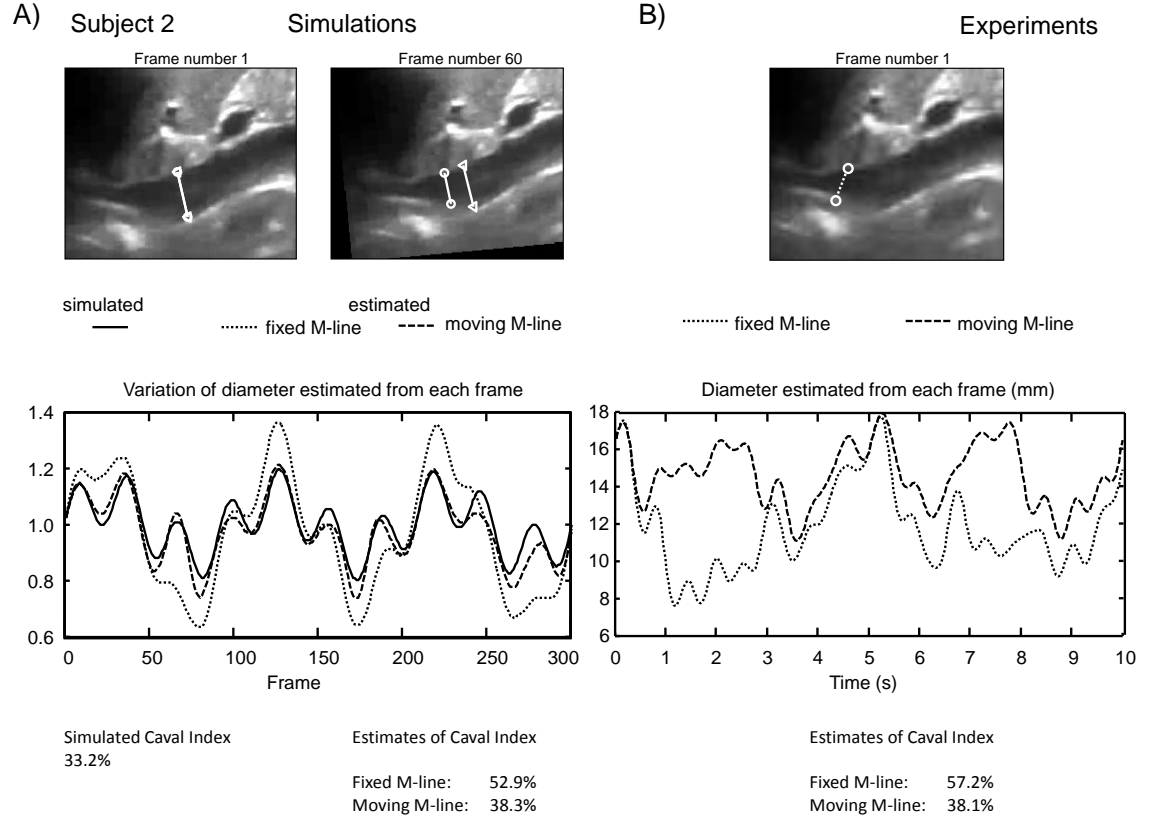 A)
Subject 2
Simulations
Frame number 1
Frame number 60
simulated
estimated
fixed M-line
moving M-line
Variation of diameter estimated from each frame
1.4
1.2
1.0
0.8
0.6
0 50 100 150 200 250 300
Frame
Simulated Caval Index
33.2%
Estimates of Caval Index
Fixed M-line: 52.9%
Moving M-line: 38.3%
B)
Experiments
Frame number 1
fixed M-line
moving M-line
Diameter estimated from each frame (mm)
18
16
14
12
10
8
6
0 1 2 3 4 5 6 7 8 9 10
Time (s)
Estimates of Caval Index
Fixed M-line: 57.2%
Moving M-line: 38.1%